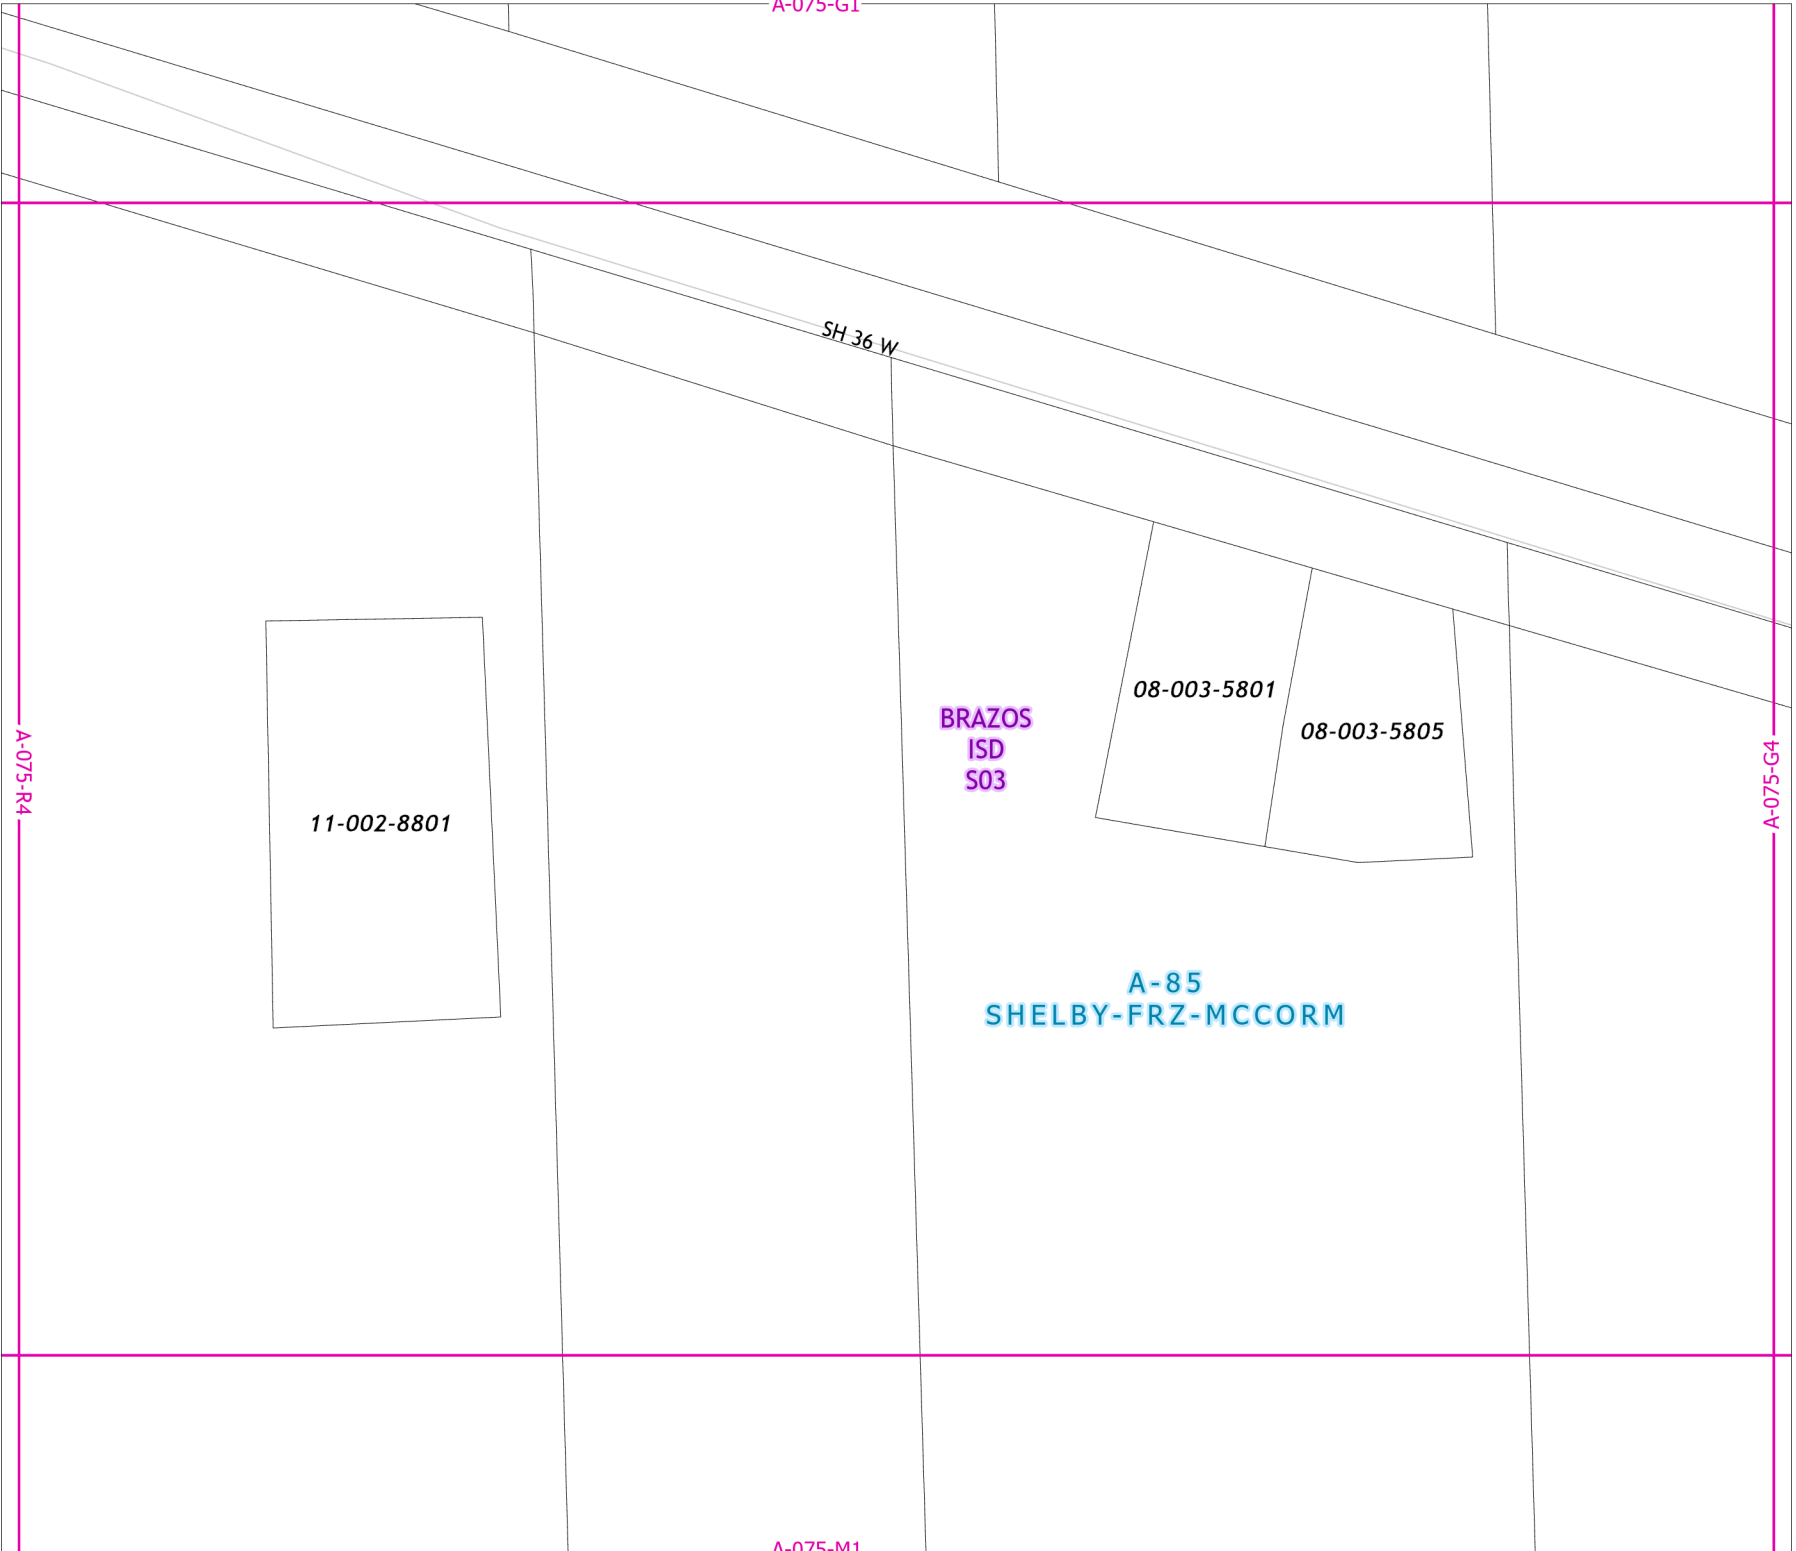 A-075-G1
SH 36 W
08-003-5801
BRAZOS
ISD
S03
08-003-5805
A-075-R4
A-075-G4
11-002-8801
A-85
SHELBY-FRZ-MCCORM
A-075-M1